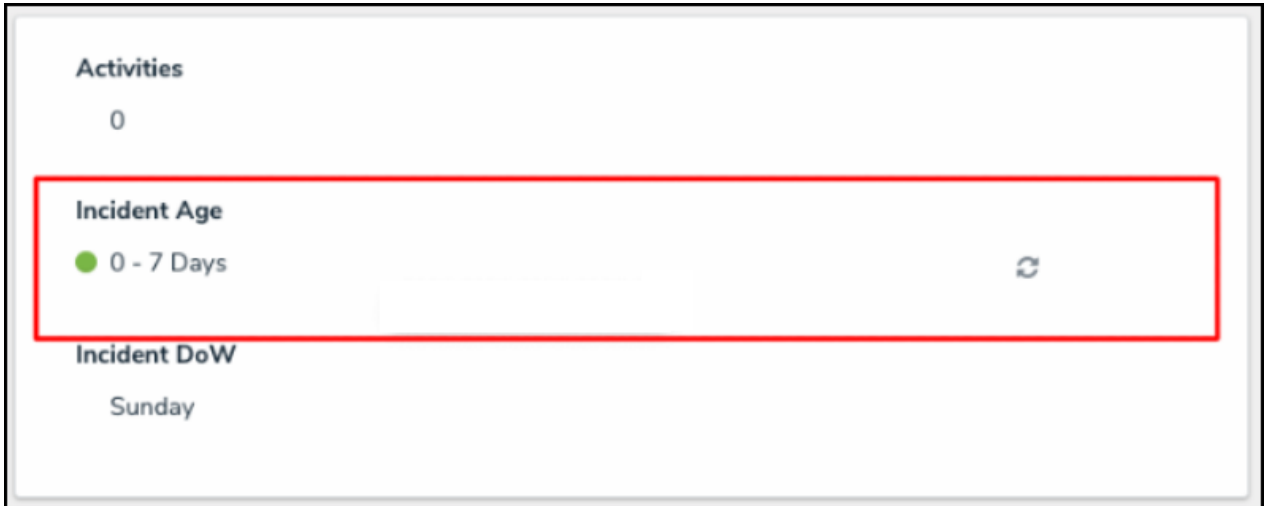 Activities
0
Incident Age
0 - 7 Days
Incident DoW
Sunday